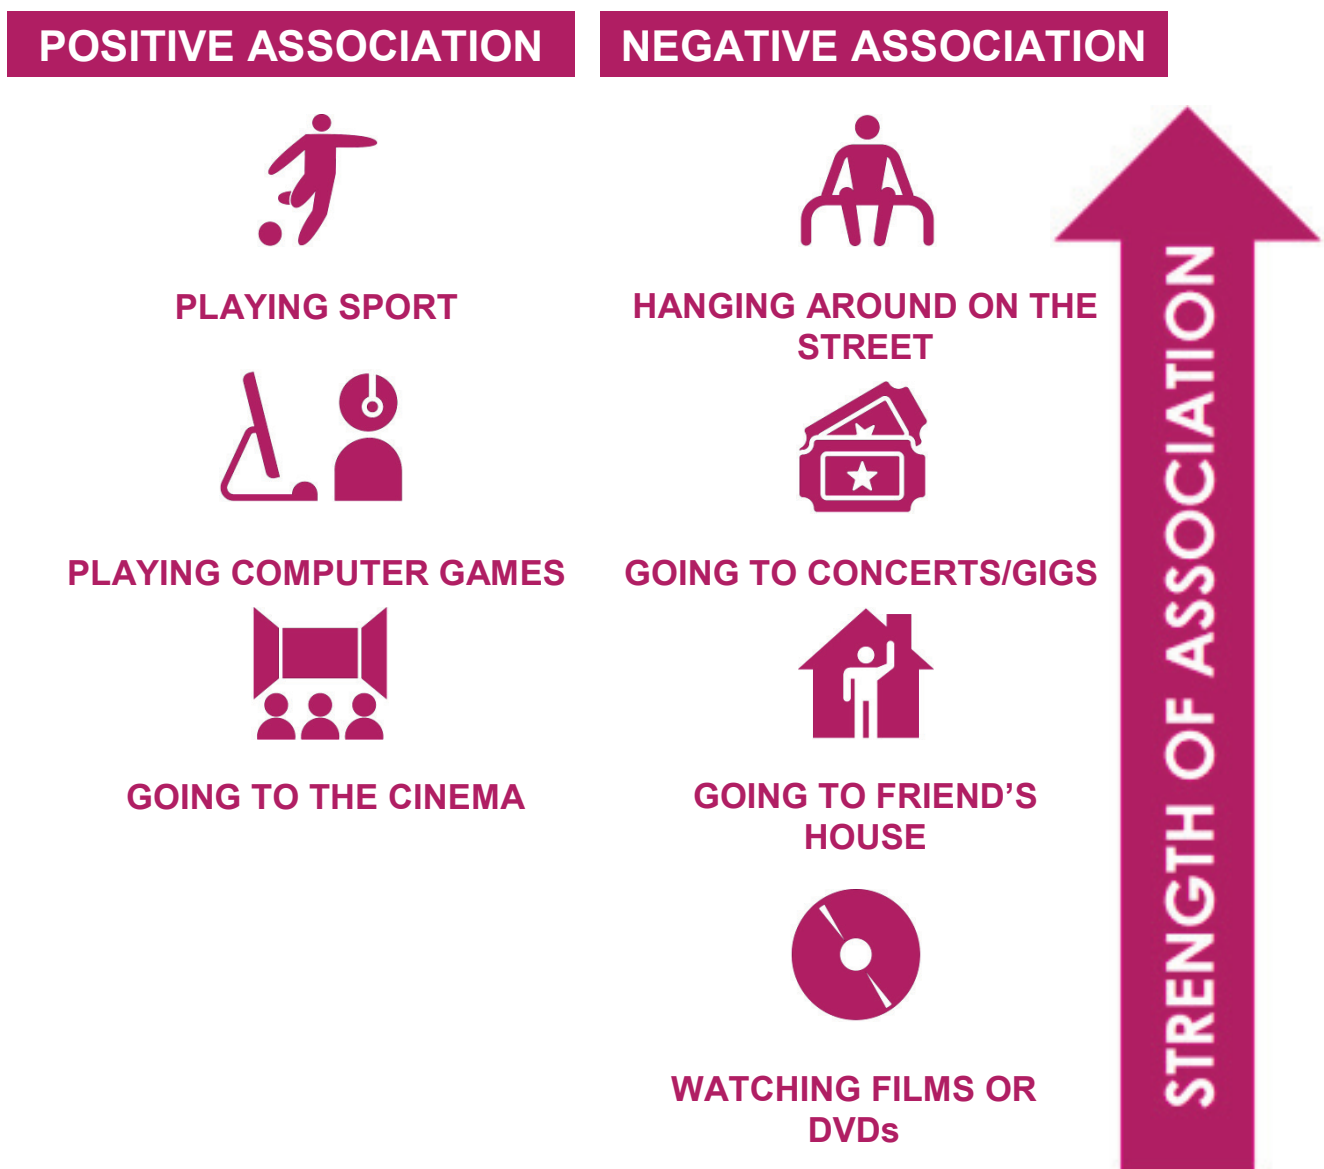 POSITIVE ASSOCIATION
NEGATIVE ASSOCIATION
PLAYING SPORT
HANGING AROUND ON THE
STREET
PLAYING COMPUTER GAMES
GOING TO CONCERTS/GIGS
GOING TO THE CINEMA
GOING TO FRIEND’S
HOUSE
WATCHING FILMS OR
DVDs
STRENGTH OF ASSOCIATION